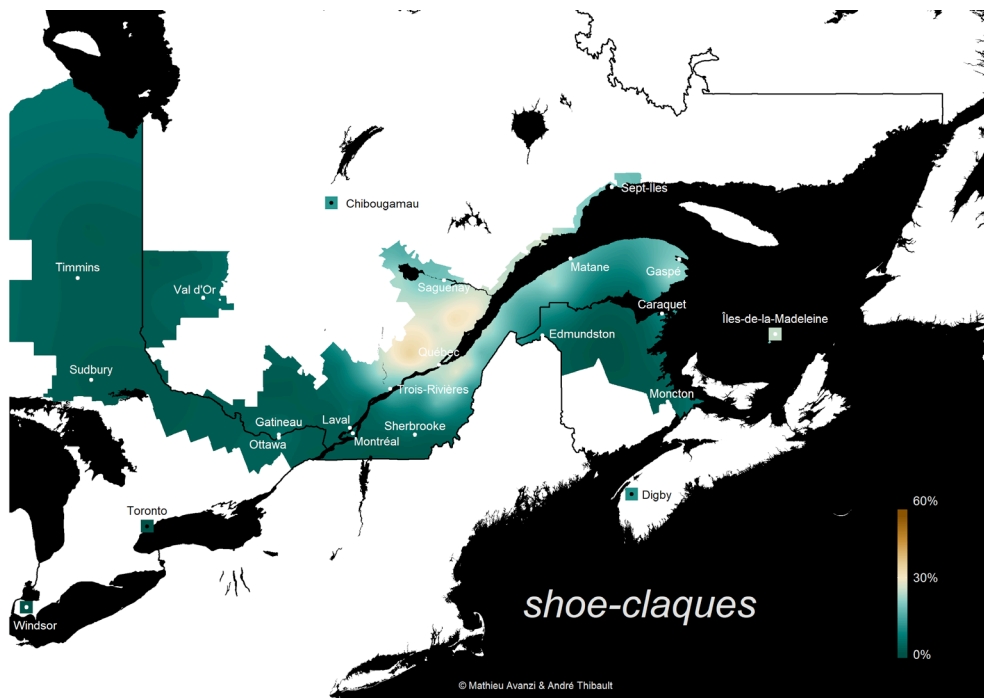 Sept-Iles
Chibougamau
Matane
Gaspé
Timmins
Saguenay
Val d'Or
Caraquet
Îles-de-la-Madeleine
Edmundston
Québec
Sudbury
Trois-Rivières
Moncton
Gatineau
Laval
Sherbrooke
Ottawa
Montréal
Digby
Toronto
60%
30%
shoe-claques
Windsor
0%
© Mathieu Avanzi & André Thibault